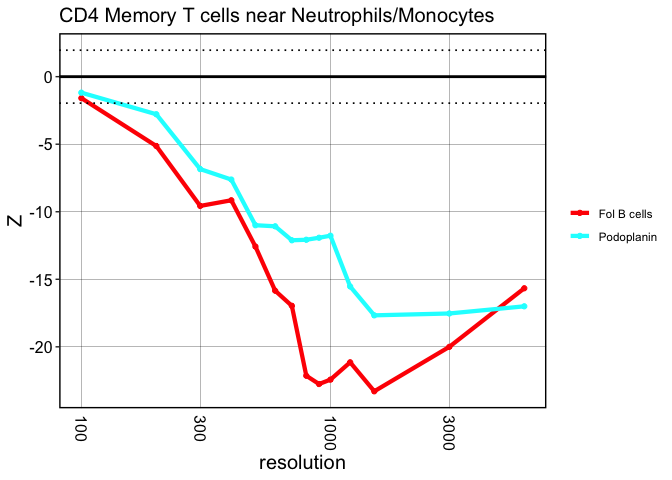 CD4 Memory T cells near Neutrophils/Monocytes
0
-5
-10
-15
-20
Z
100
300
1000
3000
resolution
Fol B cells
Podoplanin